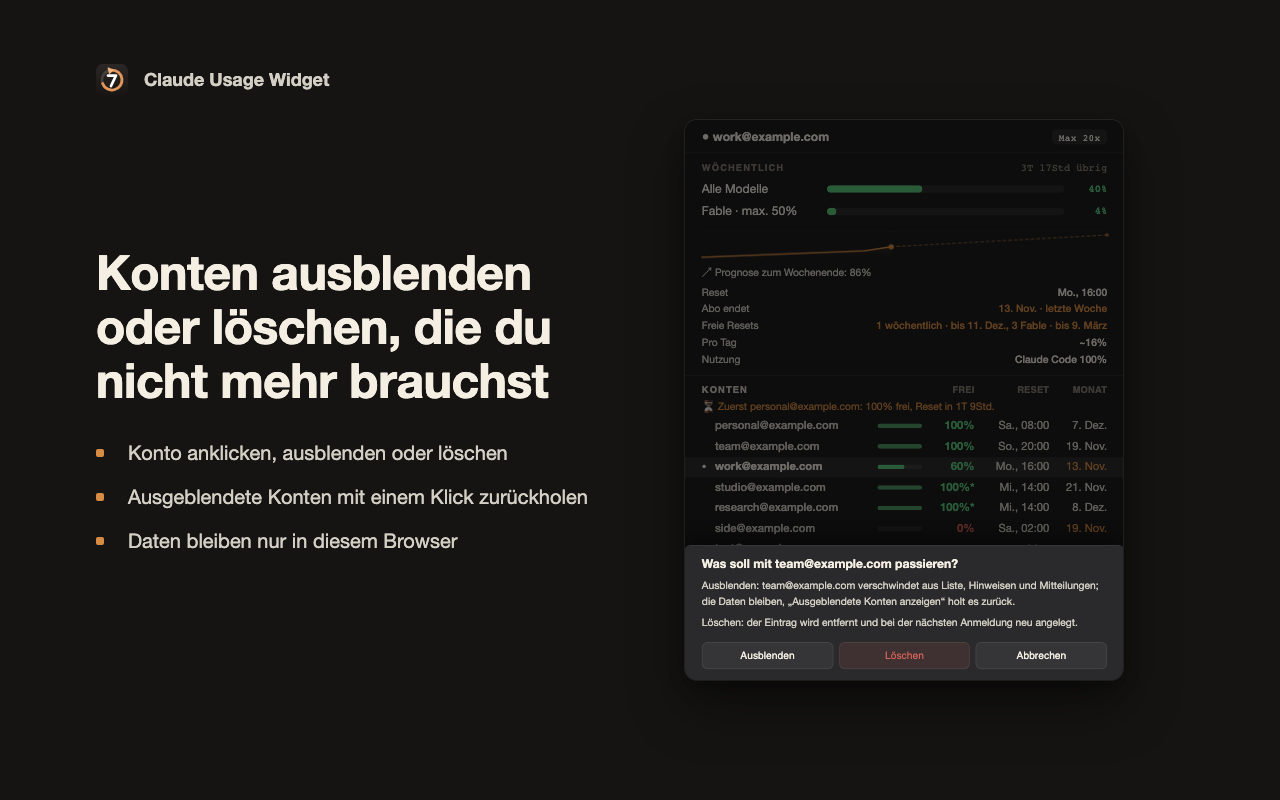 7
Claude Usage Widget
Konten ausblenden
oder löschen, die du
nicht mehr brauchst
Konto anklicken, ausblenden oder löschen
Ausgeblendete Konten mit einem Klick zurückholen
Daten bleiben nur in diesem Browser
work@example.com Max 20x
WÖCHENTLICH 3T 17Std übrig
Alle Modelle 40%
Fable · max. 50% 4%
Prognose zum Wochenende: 86%
Reset Mo., 16:00
Abo endet 13. Nov. · letzte Woche
Freie Resets 1 wöchentlich · bis 11. Dez., 3 Fable · bis 9. März
Pro Tag ~16%
Nutzung Claude Code 100%
KONTEN FREI RESET MONAT
Zuerst personal@example.com: 100% frei, Reset in 1T 9Std.
personal@example.com 100% Sa., 08:00 7. Dez.
team@example.com 100% So., 20:00 19. Nov.
work@example.com 60% Mo., 16:00 13. Nov.
studio@example.com 100%* Mi., 14:00 21. Nov.
research@example.com 100%* Mi., 14:00 8. Dez.
side@example.com 0% Sa., 02:00 19. Nov.
Was soll mit team@example.com passieren?
Ausblenden: team@example.com verschwindet aus Liste, Hinweisen und Mitteilungen;
die Daten bleiben, „Ausgeblendete Konten anzeigen“ holt es zurück.
Löschen: der Eintrag wird entfernt und bei der nächsten Anmeldung neu angelegt.
Ausblenden Löschen Abbrechen